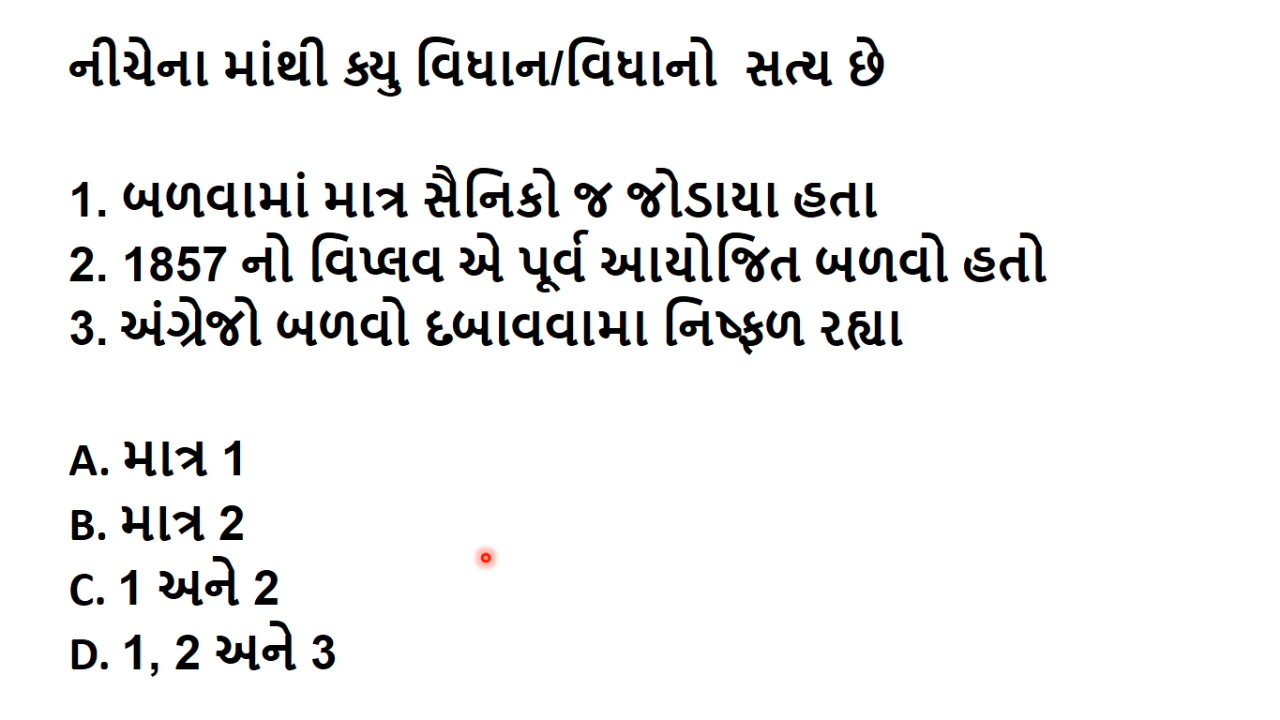 નીચેના માંથી ક્યુ વિધાન/વિધાનો સત્ય છે
1. બળવામાં માત્ર સૈનિકો જ જોડાયા હતા
2. 1857 નો વિપ્લવ એ પૂર્વ આયોજિત બળવો હતો
3. અંગ્રેજો બળવો દબાવવામા નિષ્ફળ રહ્યા
A. માત્ર 1
B. માત્ર 2
C. 1 અને 2
D. 1, 2 અને 3